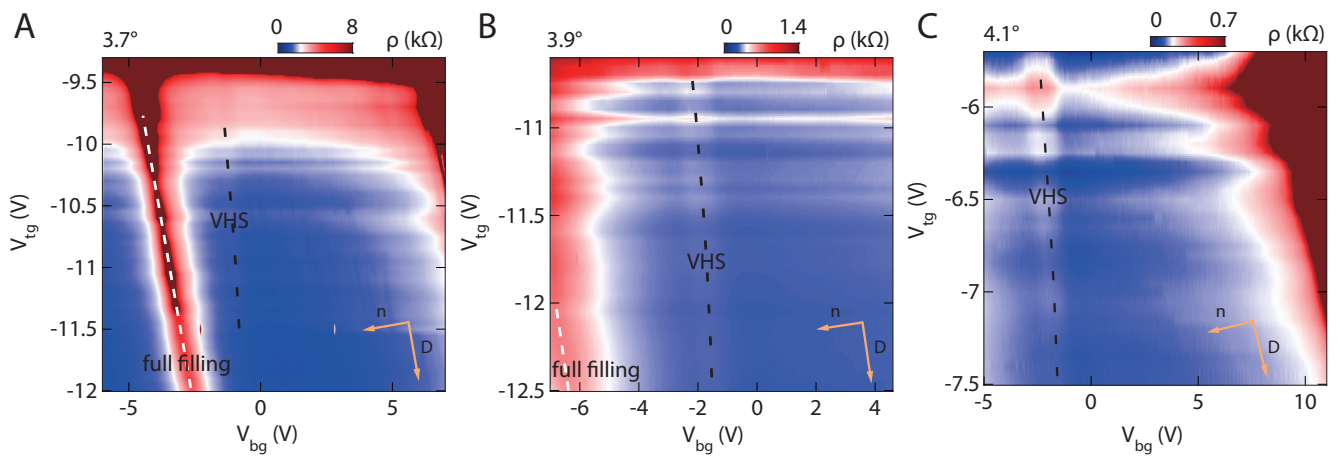 A
3.7°
0 8 ρ (kΩ)
-9.5
-10
-10.5
-11
-11.5
-12
V_tg (V)
VHS
full filling
n
D
-5 0 5
V_bg (V)
B
3.9°
0 1.4 ρ (kΩ)
-11
-11.5
-12
-12.5
V_tg (V)
VHS
full filling
n
D
-6 -4 -2 0 2 4
V_bg (V)
C
4.1°
0 0.7 ρ (kΩ)
-6
-6.5
-7
-7.5
V_tg (V)
VHS
n
D
-5 0 5 10
V_bg (V)